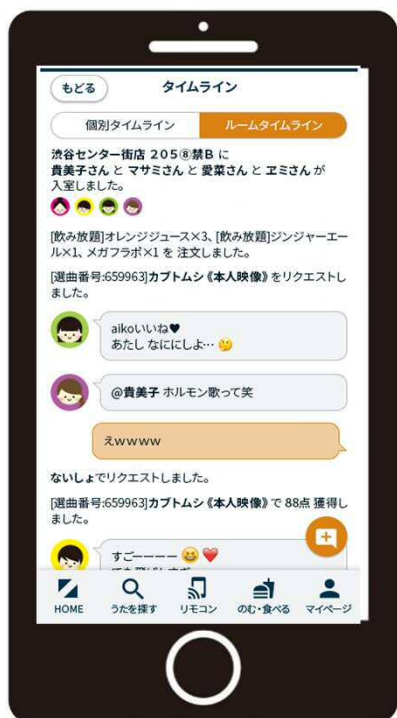 もどる
タイムライン
個別タイムライン
ルームタイムライン
渋谷センター街店 205⑧禁B に
貴美子さん と マサミさん と 愛菜さん と ヱミさん が
入室しました。
[飲み放題]オレンジジュース×3、[飲み放題]ジンジャーエー
ル×1、メガフラポ×1 を 注文しました。
[選曲番号:659963]カブトムシ《本人映像》をリクエストし
ました。
aikoいいね♥
あたし なににしよ… 🤔
@貴美子 ホルモン歌って笑
えwwww
ないしょでリクエストしました。
[選曲番号:659963]カブトムシ《本人映像》で 88点 獲得し
ました。
すごーーーー 😆 ❤
HOME
うたを探す
リモコン
のむ・食べる
マイページ